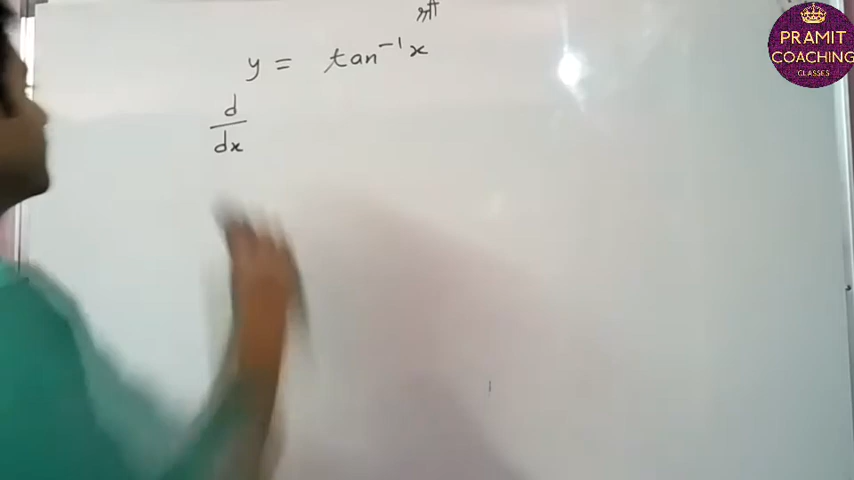 y = tan⁻¹x
d/dx
PRAMIT
COACHING
CLASSES